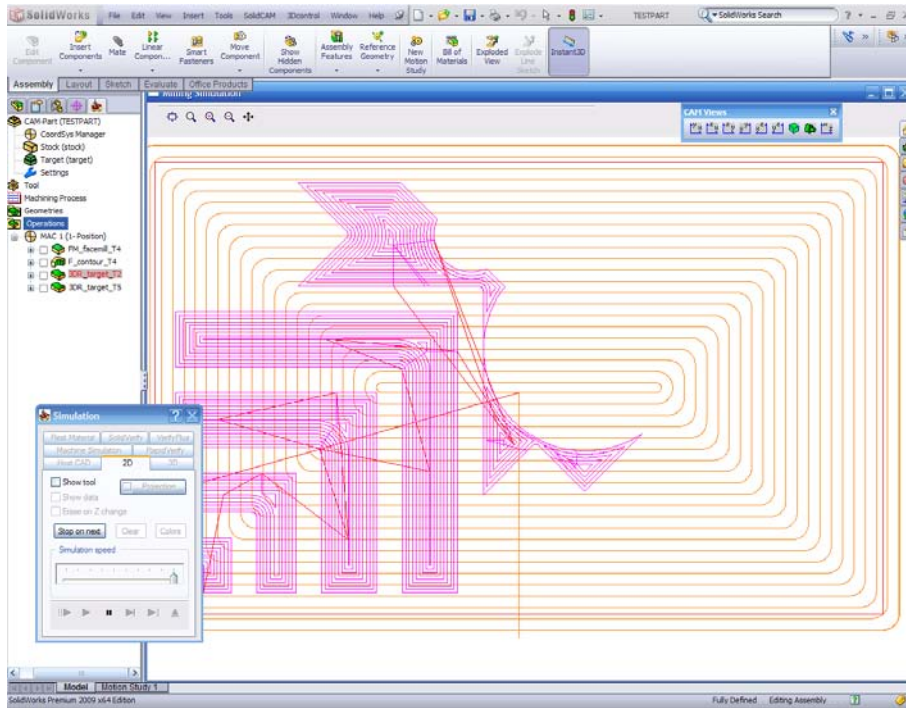 SolidWorks File Edit View Insert Tools SolidCAM 3Dcontrol Window Help TESTPART SolidWorks Search
Edit Component
Insert Components
Mate
Linear Compon...
Smart Fasteners
Move Component
Show Hidden Components
Assembly Features
Reference Geometry
New Motion Study
Bill of Materials
Exploded View
Explode Line Sketch
Instant3D
Assembly Layout Sketch Evaluate Office Products
Milling Simulation
CAM Views
CAM-Part (TESTPART)
CoordSys Manager
Stock (stock)
Target (target)
Settings
Tool
Machining Process
Geometries
Operations
MAC 1 (1- Position)
FM_facemill_T4
F_contour_T4
3DR_target_T2
3DR_target_T5
Simulation
Rest Material SolidVerify VerifyPlus
Machine Simulation RapidVerify
Host CAD 2D 3D
Show tool
Projection
Show data
Erase on Z change
Stop on next Clear Colors
Simulation speed
Model Motion Study 1
SolidWorks Premium 2009 x64 Edition Fully Defined Editing Assembly